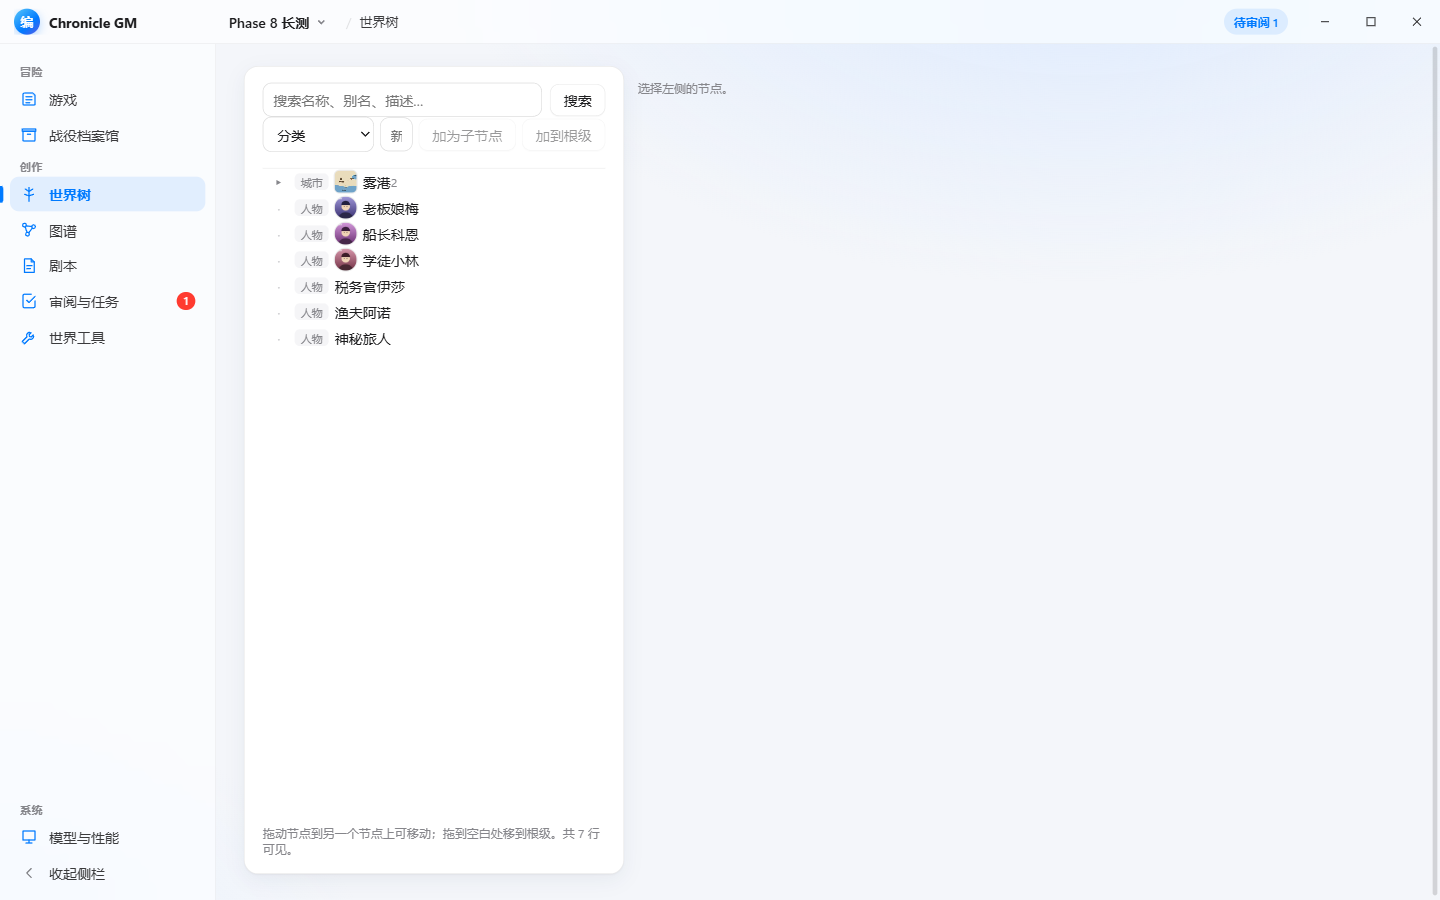 编 Chronicle GM
Phase 8 长测 / 世界树
待审阅 1
冒险
游戏
战役档案馆
创作
世界树
图谱
剧本
审阅与任务 1
世界工具
系统
模型与性能
收起侧栏
搜索名称、别名、描述... 搜索
分类 新 加为子节点 加到根级
城市 雾港2
人物 老板娘梅
人物 船长科恩
人物 学徒小林
人物 税务官伊莎
人物 渔夫阿诺
人物 神秘旅人
拖动节点到另一个节点上可移动；拖到空白处移到根级。共 7 行
可见。
选择左侧的节点。